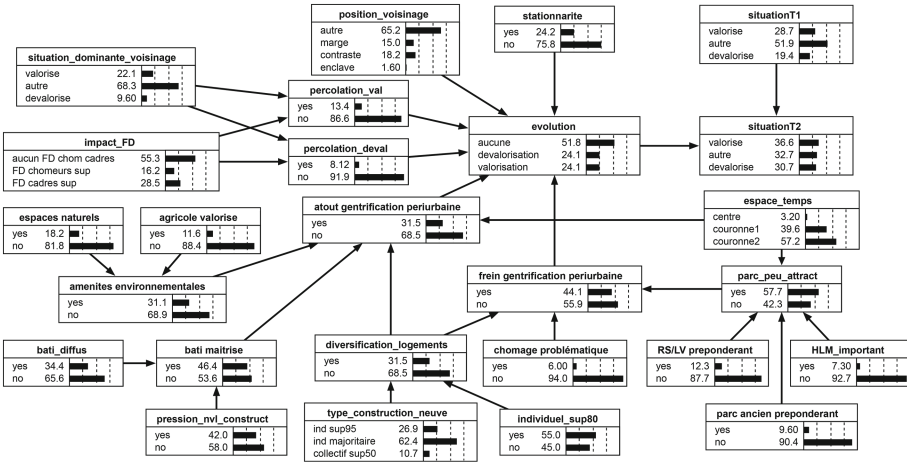 position_voisinage
autre 65.2
marge 15.0
contraste 18.2
enclave 1.60
stationnarite
yes 24.2
no 75.8
situationT1
valorise 28.7
autre 51.9
devalorise 19.4
situation_dominante_voisinage
valorise 22.1
autre 68.3
devalorise 9.60
percolation_val
yes 13.4
no 86.6
impact_FD
aucun FD chom cadres 55.3
FD chomeurs sup 16.2
FD cadres sup 28.5
percolation_deval
yes 8.12
no 91.9
evolution
aucune 51.8
devalorisation 24.1
valorisation 24.1
situationT2
valorise 36.6
autre 32.7
devalorise 30.7
espaces naturels
yes 18.2
no 81.8
agricole valorise
yes 11.6
no 88.4
atout gentrification periurbaine
yes 31.5
no 68.5
espace_temps
centre 3.20
couronne1 39.6
couronne2 57.2
amenites environnementales
yes 31.1
no 68.9
frein gentrification periurbaine
yes 44.1
no 55.9
parc_peu_attract
yes 57.7
no 42.3
bati_diffus
yes 34.4
no 65.6
bati maitrise
yes 46.4
no 53.6
diversification_logements
yes 31.5
no 68.5
chomage problématique
yes 6.00
no 94.0
RS/LV preponderant
yes 12.3
no 87.7
HLM_important
yes 7.30
no 92.7
pression_nvl_construct
yes 42.0
no 58.0
type_construction_neuve
ind sup95 26.9
ind majoritaire 62.4
collectif sup50 10.7
individuel_sup80
yes 55.0
no 45.0
parc ancien preponderant
yes 9.60
no 90.4